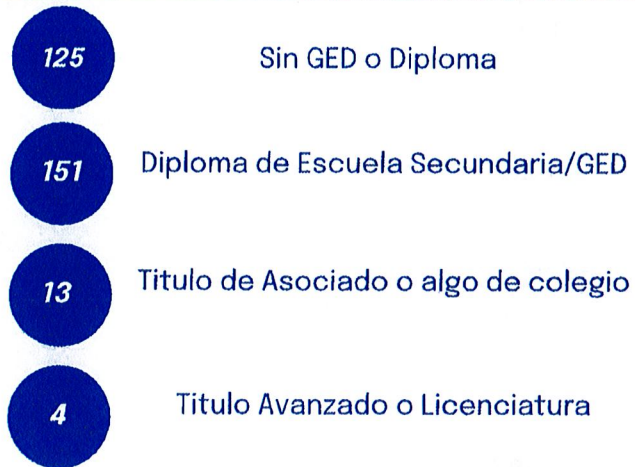 125 Sin GED o Diploma
151 Diploma de Escuela Secundaria/GED
13 Titulo de Asociado o algo de colegio
4 Titulo Avanzado o Licenciatura